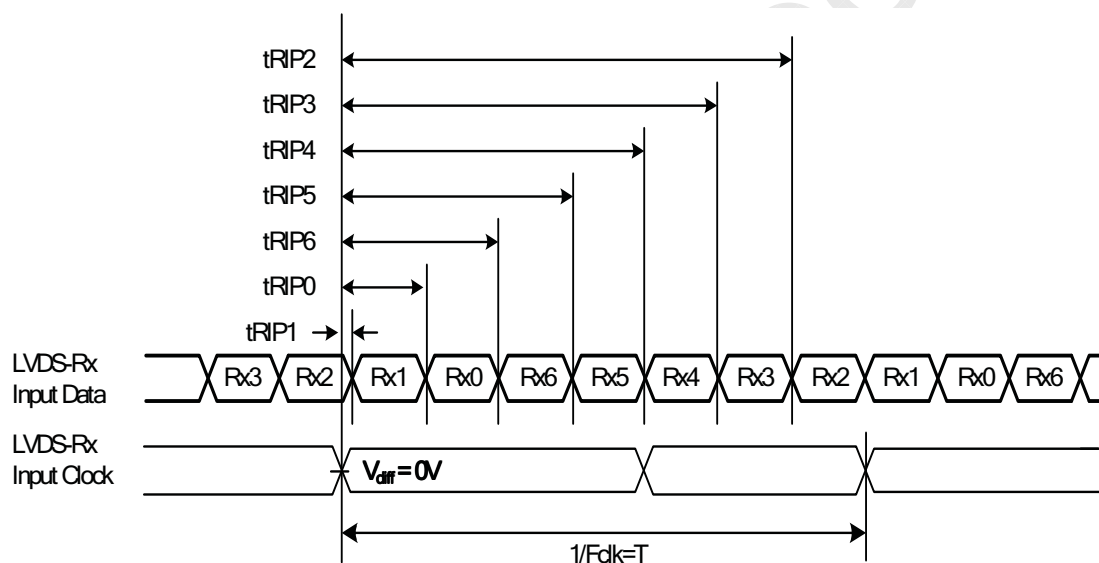 tRIP2
tRIP3
tRIP4
tRIP5
tRIP6
tRIP0
tRIP1
LVDS-Rx
Input Data
Rx3 Rx2 Rx1 Rx0 Rx6 Rx5 Rx4 Rx3 Rx2 Rx1 Rx0 Rx6
LVDS-Rx
Input Clock
Vdiff = 0V
1/Fclk=T